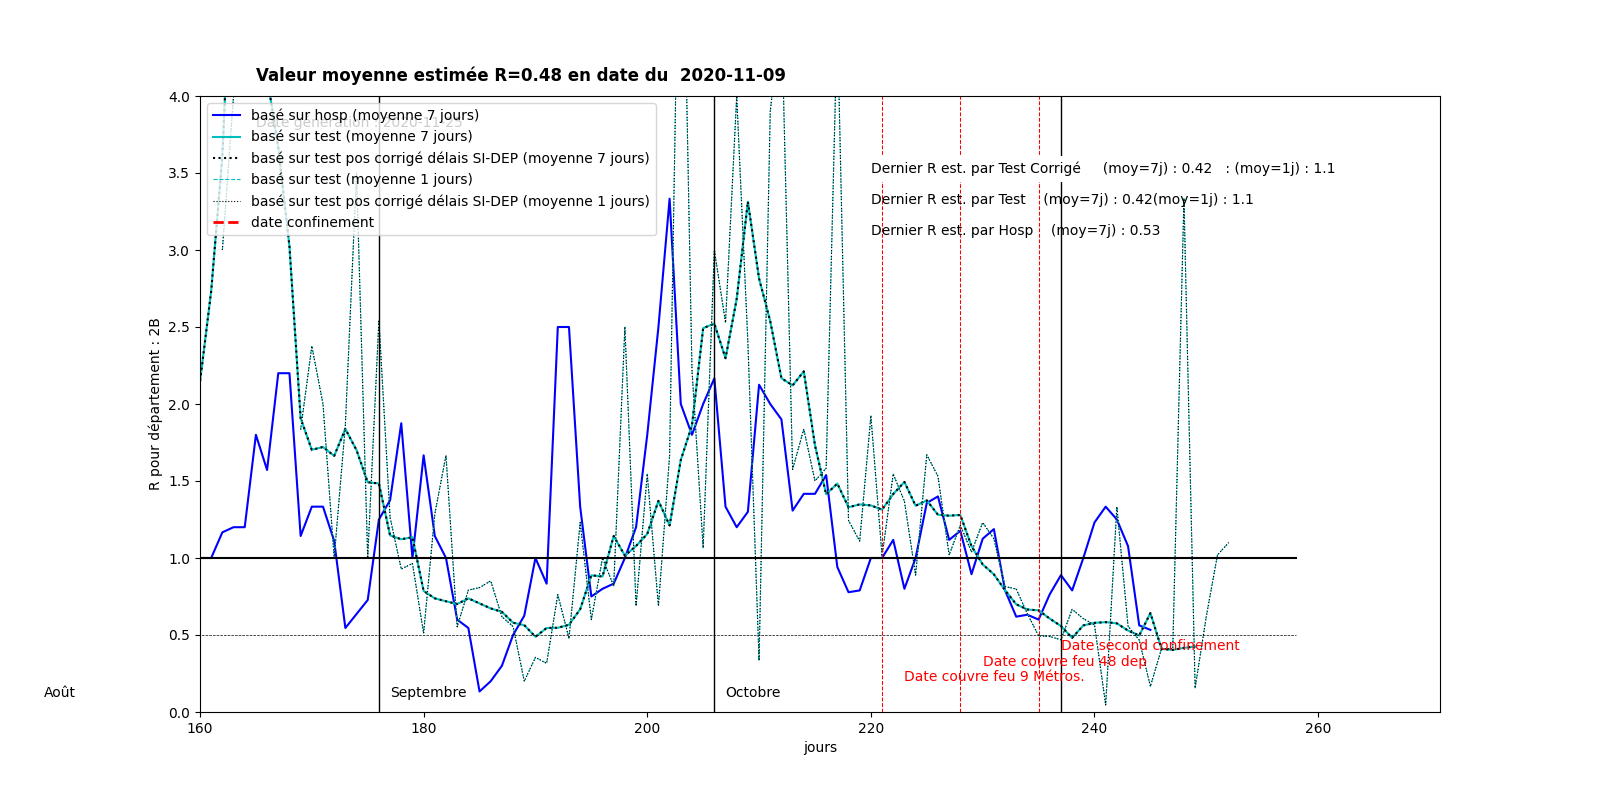 Valeur moyenne estimée R=0.48 en date du  2020-11-09
Date generation : 2020-11-23
basé sur hosp (moyenne 7 jours)
basé sur test (moyenne 7 jours)
basé sur test pos corrigé délais SI-DEP (moyenne 7 jours)
basé sur test (moyenne 1 jours)
basé sur test pos corrigé délais SI-DEP (moyenne 1 jours)
date confinement
Dernier R est. par Test Corrigé     (moy=7j) : 0.42   : (moy=1j) : 1.1
Dernier R est. par Test    (moy=7j) : 0.42(moy=1j) : 1.1
Dernier R est. par Hosp    (moy=7j) : 0.53
4.0
3.5
3.0
2.5
2.0
1.5
1.0
0.5
0.0
R pour département : 2B
Date second confinement
Date couvre feu 48 dep
Date couvre feu 9 Métros.
Août
Septembre
Octobre
160
180
200
220
240
260
jours